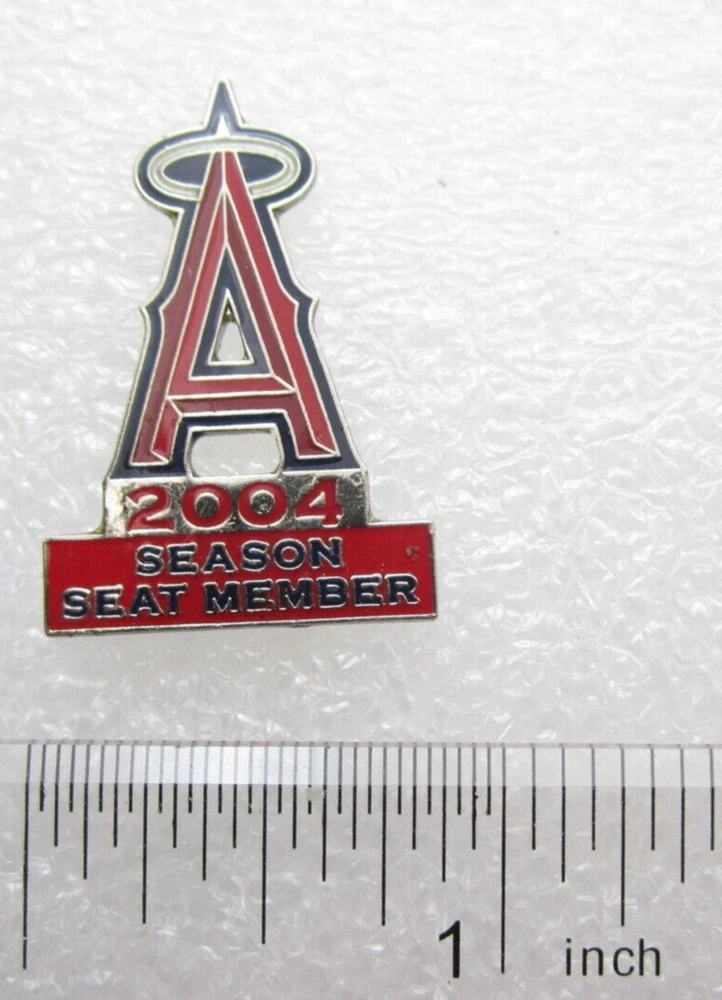 A
2004
SEASON
SEAT MEMBER
1 inch